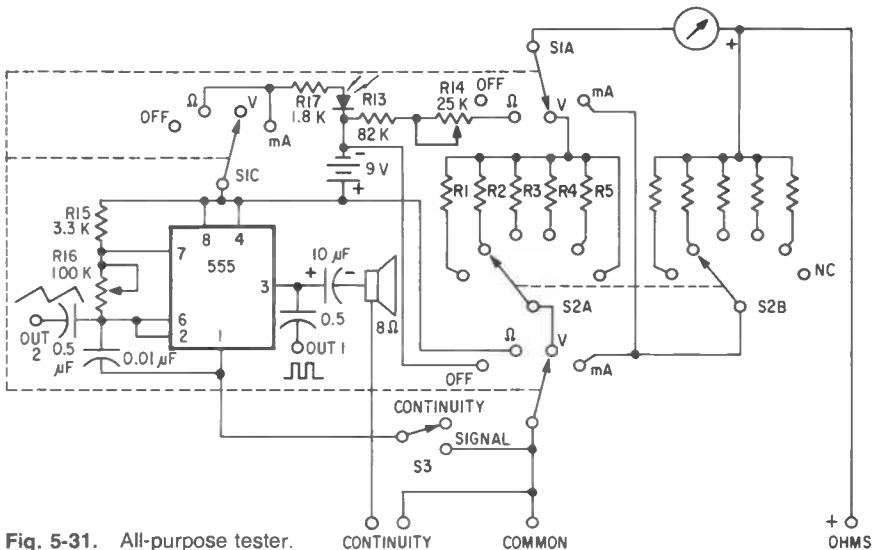 S1A
+
R14
OFF
25 K
Ω
V
mA
R17
1.8 K
R13
82 K
OFF
Ω
V
mA
S1C
−
9 V
+
R1
R2
R3
R4
R5
R15
3.3 K
R16
100 K
8
4
7
555
3
6
2
1
10 µF
+
−
8 Ω
0.5
OUT 1
OUT
2
0.5
µF
0.01 µF
S2A
S2B
NC
Ω
V
mA
OFF
CONTINUITY
SIGNAL
S3
Fig. 5-31. All-purpose tester.
CONTINUITY
COMMON
+
OHMS